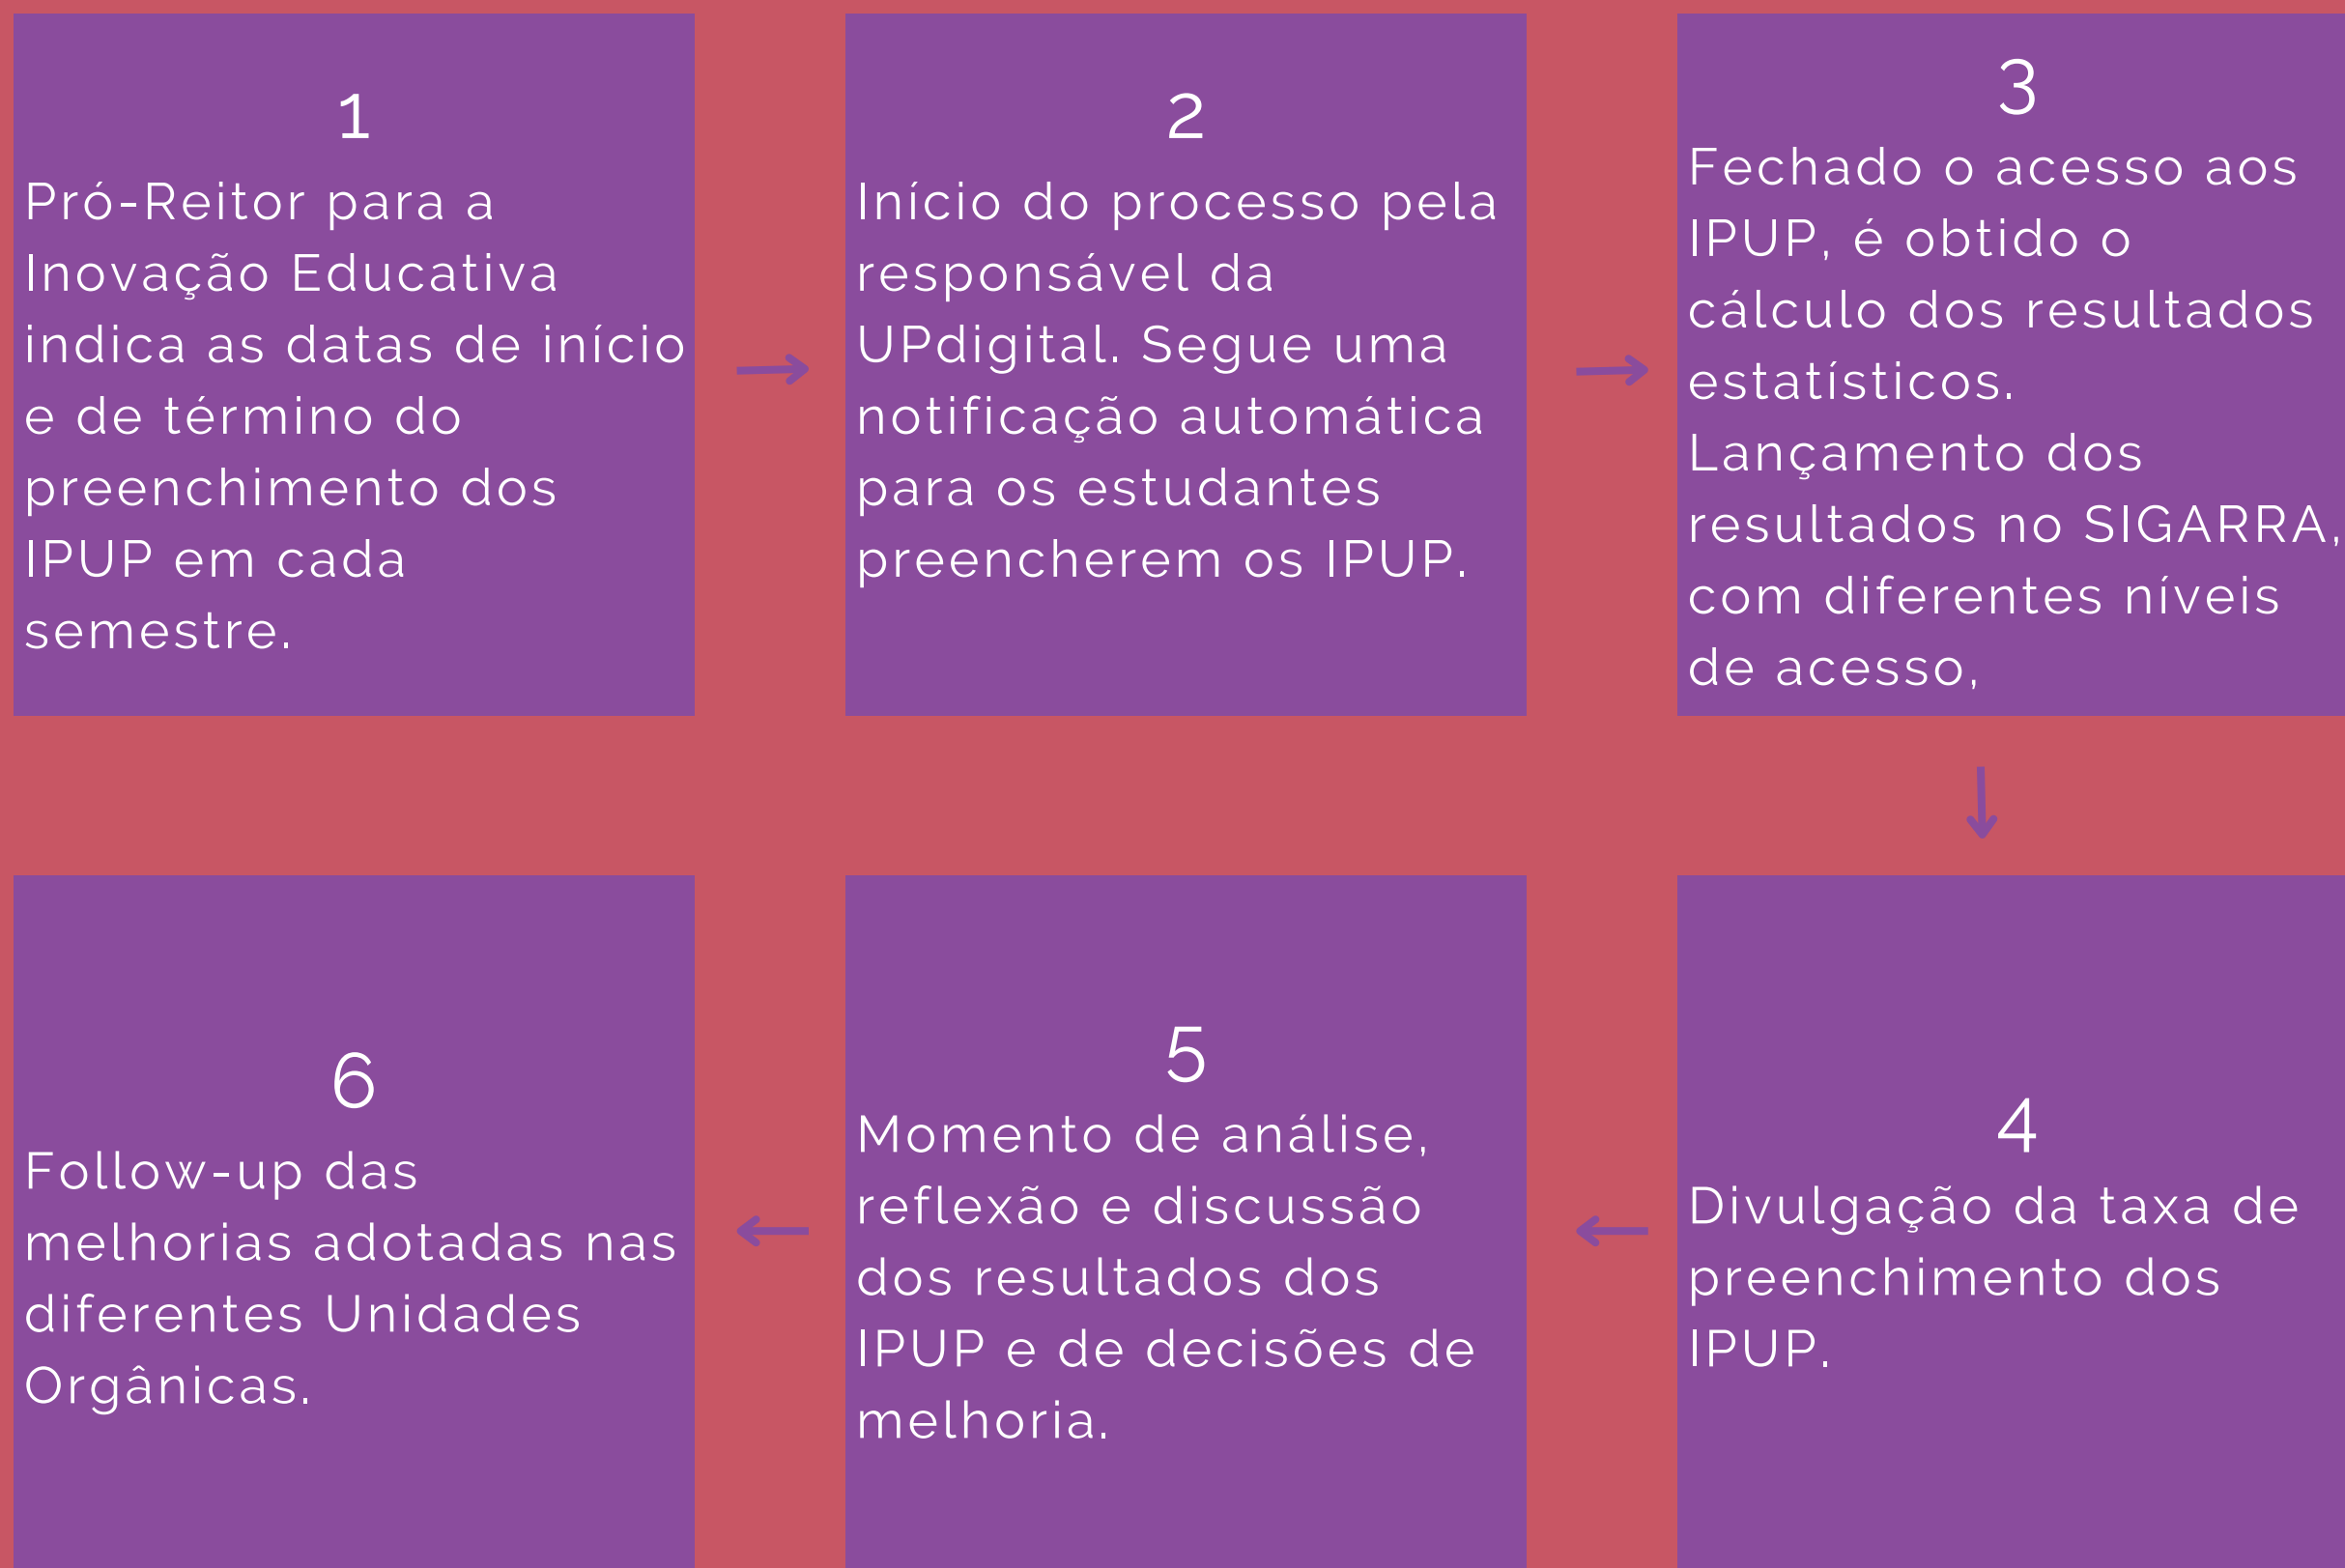 1
Pró-Reitor para a
Inovação Educativa
indica as datas de início
e de término do
preenchimento dos
IPUP em cada
semestre.
2
Início do processo pela
responsável da
UPdigital. Segue uma
notificação automática
para os estudantes
preencherem os IPUP.
3
Fechado o acesso aos
IPUP, é obtido o
cálculo dos resultados
estatísticos.
Lançamento dos
resultados no SIGARRA,
com diferentes níveis
de acesso,
4
Divulgação da taxa de
preenchimento dos
IPUP.
5
Momento de análise,
reflexão e discussão
dos resultados dos
IPUP e de decisões de
melhoria.
6
Follow-up das
melhorias adotadas nas
diferentes Unidades
Orgânicas.